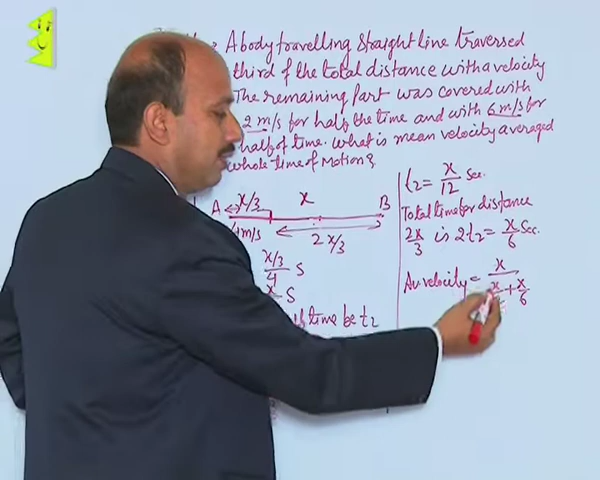 A body travelling straight line traversed
third of the total distance with a velocity
The remaining part was covered with
2 m/s for half the time and with 6 m/s for
half of time. What is mean velocity averaged
whole time of Motion?
A x/3 x B
4m/s 2x/3
x/3/4 s
x s
time be t2
t2 = x/12 sec.
Total time for distance
2x/3 is 2t2 = x/6 sec.
Av velocity = x / x + x/6